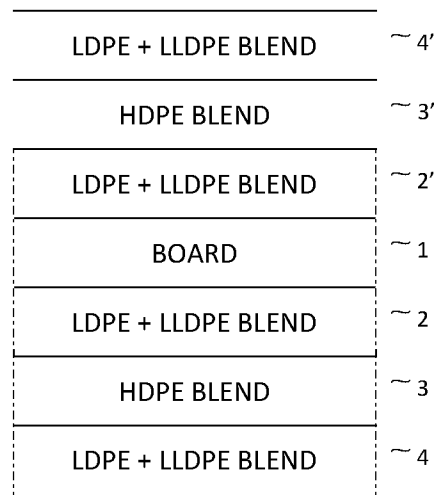 LDPE + LLDPE BLEND ~ 4’
HDPE BLEND ~ 3’
LDPE + LLDPE BLEND ~ 2’
BOARD ~ 1
LDPE + LLDPE BLEND ~ 2
HDPE BLEND ~ 3
LDPE + LLDPE BLEND ~ 4